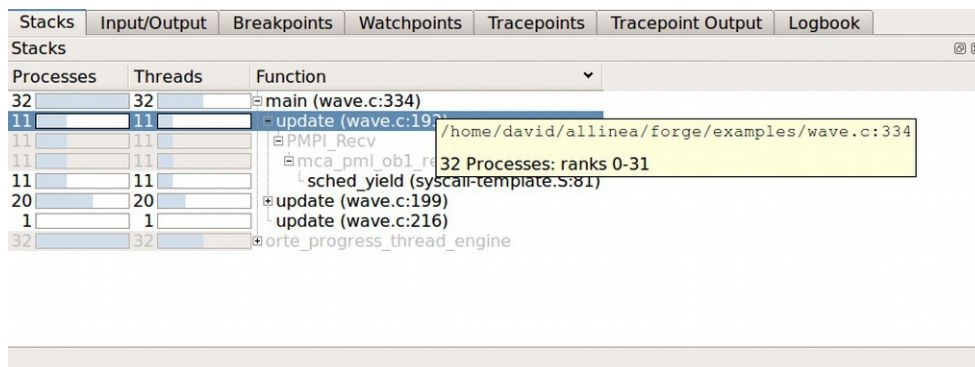 Stacks Input/Output Breakpoints Watchpoints Tracepoints Tracepoint Output Logbook
Stacks
Processes Threads Function
32 32 main (wave.c:334)
11 11 update (wave.c:193
/home/david/allinea/forge/examples/wave.c:334
11 11 PMPI_Recv
32 Processes: ranks 0-31
11 11 mca_pml_ob1_re
11 11 sched_yield (syscall-template.S:81)
20 20 update (wave.c:199)
1 1 update (wave.c:216)
32 32 orte_progress_thread_engine